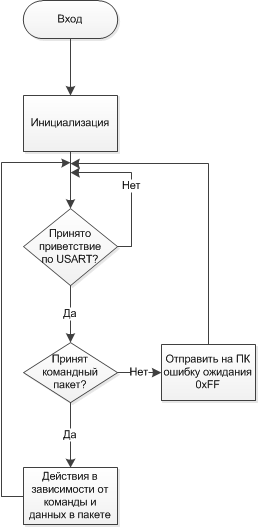 Вход
Инициализация
Нет
Принято
приветствие
по USART?
Да
Принят
командный
пакет?
Нет
Отправить на ПК
ошибку ожидания
0xFF
Да
Действия в
зависимости от
команды и
данных в пакете